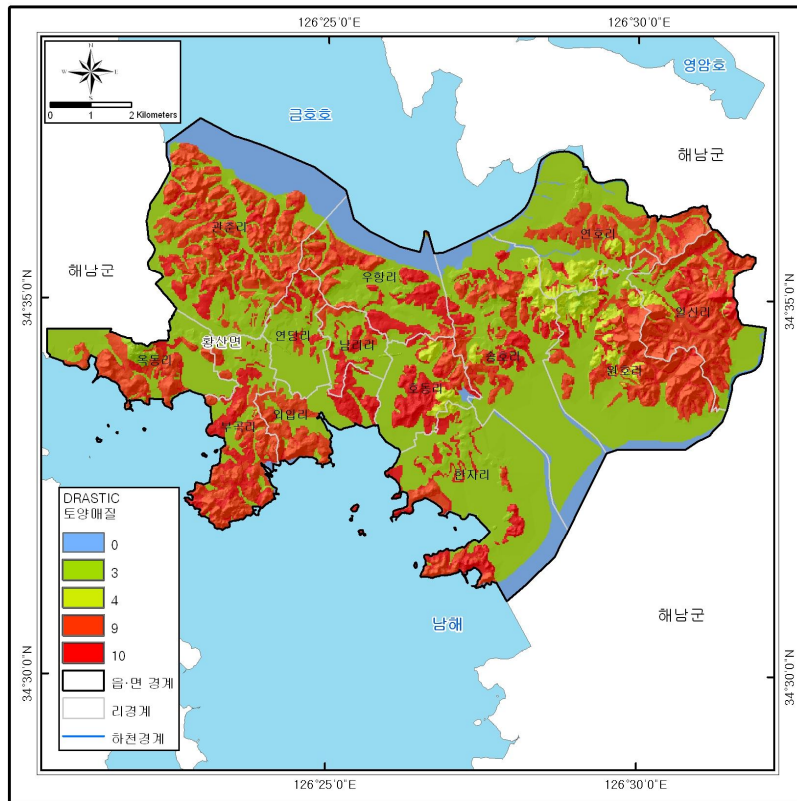 126°25'0"E
126°30'0"E
N
W
E
S
0 1 2 Kilometers
영암호
금호호
해남군
연호리
관춘리
우항리
해남군
34°35'0"N
34°35'0"N
일신리
연당리
황산면
남리리
옥동리
원호리
호동리
외입리
부곡리
한자리
DRASTIC
토양매질
0
3
4
9
10
읍·면 경계
리경계
하천경계
남해
해남군
34°30'0"N
34°30'0"N
126°25'0"E
126°30'0"E